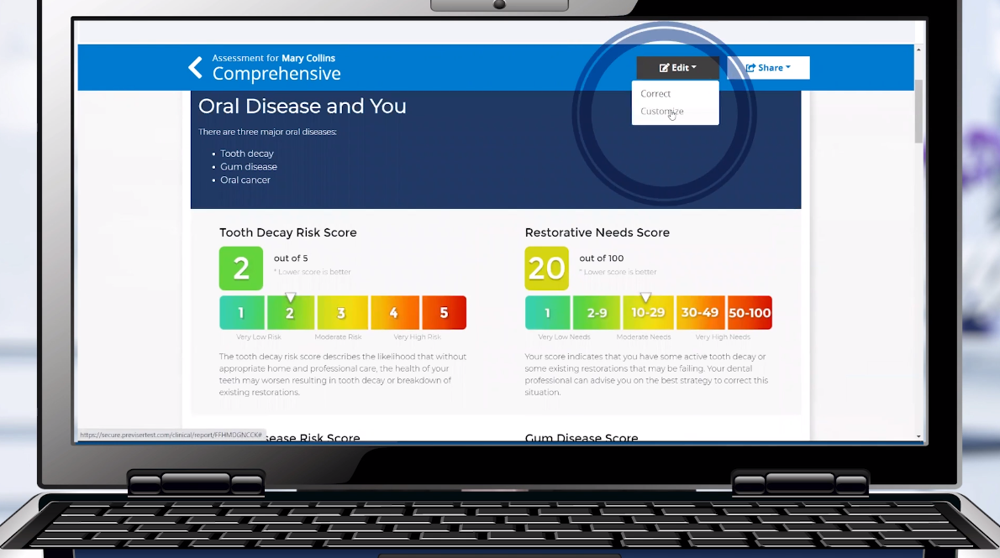 Assessment for Mary Collins
Comprehensive
Edit
Share
Correct
Customize
Oral Disease and You
There are three major oral diseases:
• Tooth decay
• Gum disease
• Oral cancer
Tooth Decay Risk Score
2
out of 5
* Lower score is better
1 2 3 4 5
Very Low Risk Moderate Risk Very High Risk
The tooth decay risk score describes the likelihood that without
appropriate home and professional care, the health of your
teeth may worsen resulting in tooth decay or breakdown of
existing restorations.
Restorative Needs Score
20
out of 100
* Lower score is better
1 2-9 10-29 30-49 50-100
Very Low Needs Moderate Needs Very High Needs
Your score indicates that you have some active tooth decay or
some existing restorations that may be failing. Your dental
professional can advise you on the best strategy to correct this
situation.
https://secure.previsertest.com/clinical/report/FFHMDGNCCK#
sease Risk Score
Gum Disease Score